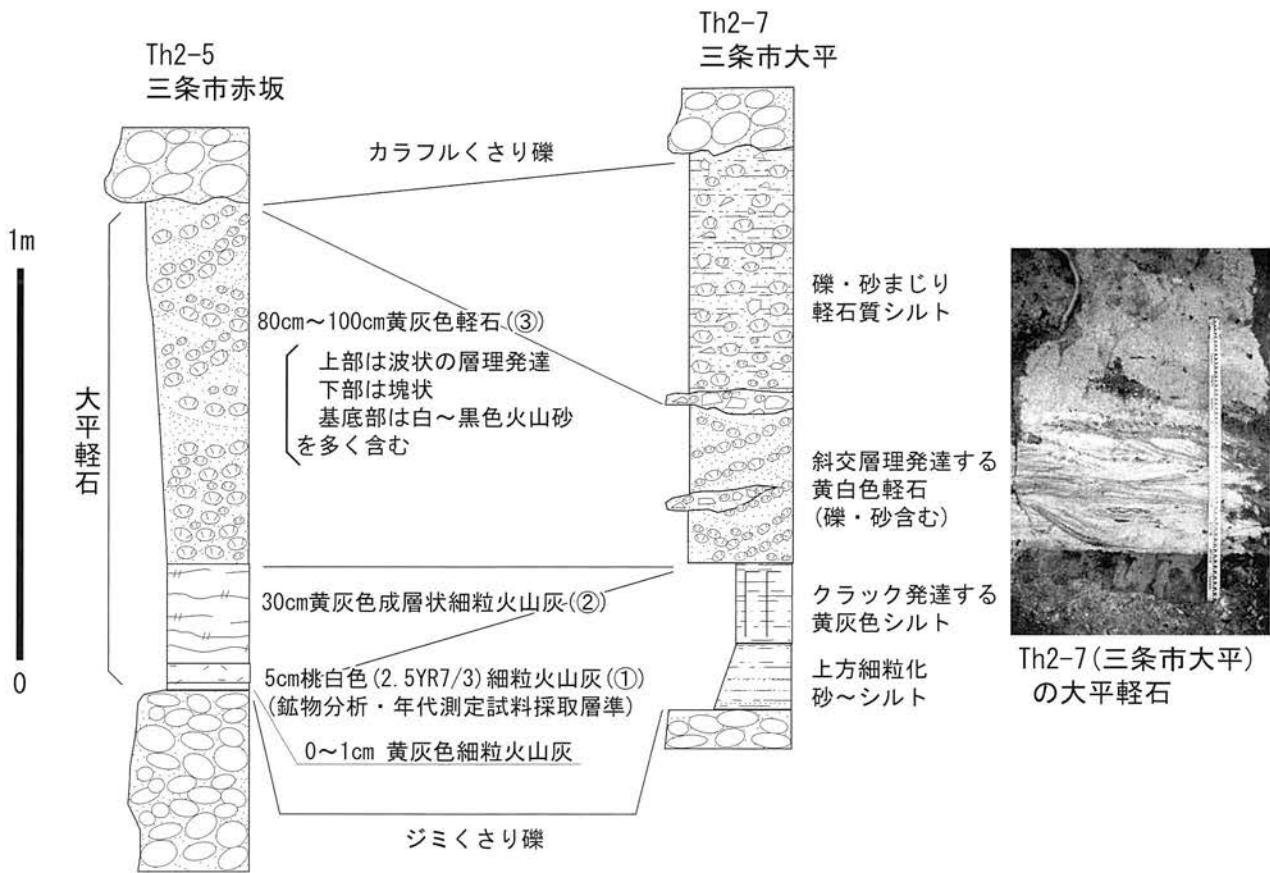 Th2-5
三条市赤坂
Th2-7
三条市大平
カラフルくさり礫
1m
0
大平軽石
80cm～100cm黄灰色軽石(③)
上部は波状の層理発達
下部は塊状
基底部は白～黒色火山砂
を多く含む
30cm黄灰色成層状細粒火山灰(②)
5cm桃白色(2.5YR7/3)細粒火山灰(①)
(鉱物分析・年代測定試料採取層準)
0～1cm 黄灰色細粒火山灰
ジミくさり礫
礫・砂まじり
軽石質シルト
斜交層理発達する
黄白色軽石
(礫・砂含む)
クラック発達する
黄灰色シルト
上方細粒化
砂～シルト
Th2-7(三条市大平)
の大平軽石